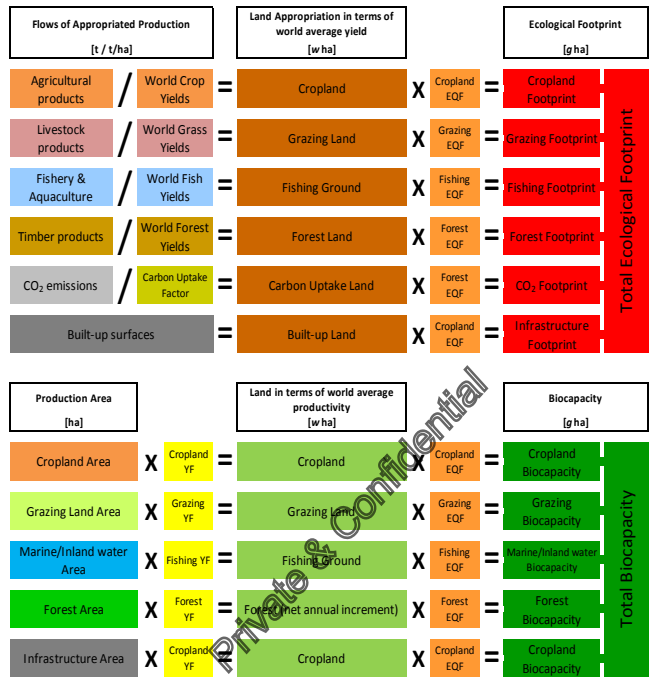 Flows of Appropriated Production
[t / t/ha]
Land Appropriation in terms of
world average yield
[w ha]
Ecological Footprint
[g ha]
Agricultural
products
/
World Crop
Yields
=
Cropland
X
Cropland
EQF
=
Cropland
Footprint
Livestock
products
/
World Grass
Yields
=
Grazing Land
X
Grazing
EQF
=
Grazing Footprint
Fishery &
Aquaculture
/
World Fish
Yields
=
Fishing Ground
X
Fishing
EQF
=
Fishing Footprint
Timber products
/
World Forest
Yields
=
Forest Land
X
Forest
EQF
=
Forest Footprint
CO₂ emissions
/
Carbon Uptake
Factor
=
Carbon Uptake Land
X
Forest
EQF
=
CO₂ Footprint
Built-up surfaces
=
Built-up Land
X
Cropland
EQF
=
Infrastructure
Footprint
Total Ecological Footprint
Production Area
[ha]
Land in terms of world average
productivity
[w ha]
Biocapacity
[g ha]
Cropland Area
X
Cropland
YF
=
Cropland
X
Cropland
EQF
=
Cropland
Biocapacity
Grazing Land Area
X
Grazing
YF
=
Grazing Land
X
Grazing
EQF
=
Grazing
Biocapacity
Marine/Inland water
Area
X
Fishing YF
=
Fishing Ground
X
Fishing
EQF
=
Marine/Inland water
Biocapacity
Forest Area
X
Forest
YF
=
Forest (net annual increment)
X
Forest
EQF
=
Forest
Biocapacity
Infrastructure Area
X
Cropland
YF
=
Cropland
X
Cropland
EQF
=
Cropland
Biocapacity
Total Biocapacity
Private & Confidential